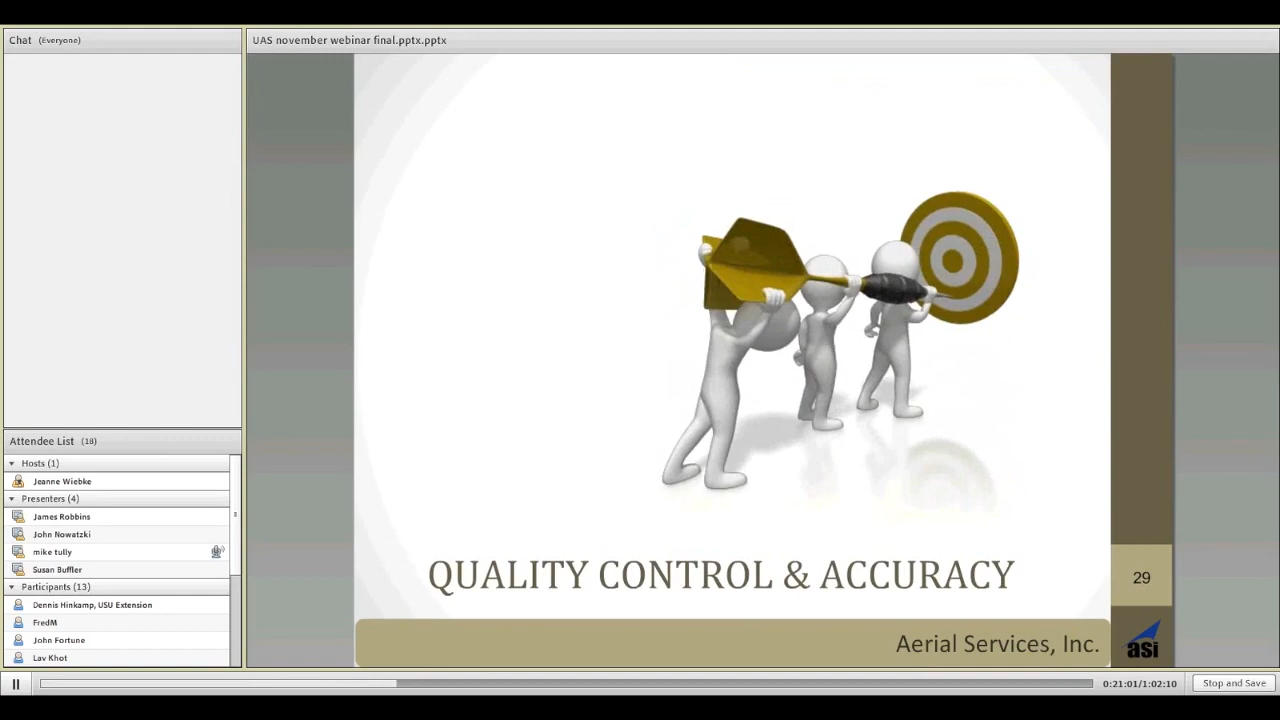 Chat (Everyone)
UAS november webinar final.pptx.pptx
Attendee List (18)
Hosts (1)
Jeanne Wiebke
Presenters (4)
James Robbins
John Nowatzki
mike tully
Susan Buffler
Participants (13)
Dennis Hinkamp, USU Extension
FredM
John Fortune
Lav Khot
QUALITY CONTROL & ACCURACY
29
Aerial Services, Inc.
asi
0:21:01/1:02:10
Stop and Save